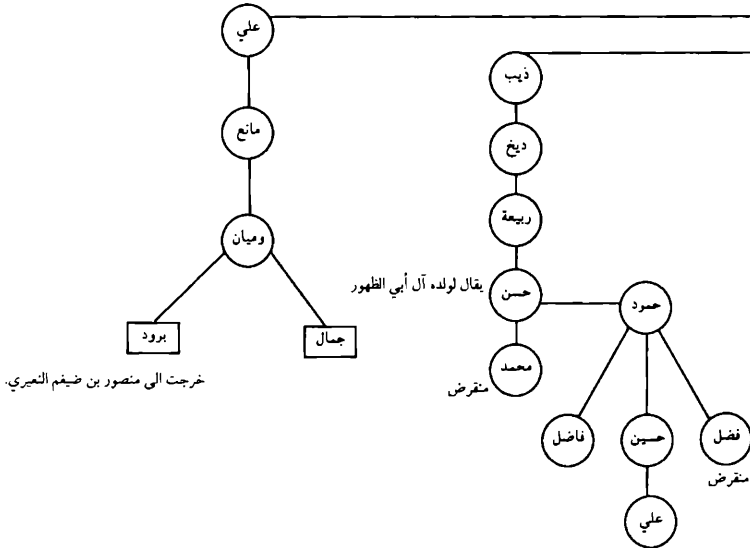 علي
ذيب
مانع
ديخ
ربيعة
وميان
حسن
يقال لولده آل أبي الظهور
حمود
جمال
برود
محمد
منقرض
خرجت الى منصور بن ضيغم النعيري.
فضل
حسين
فاضل
منقرض
علي